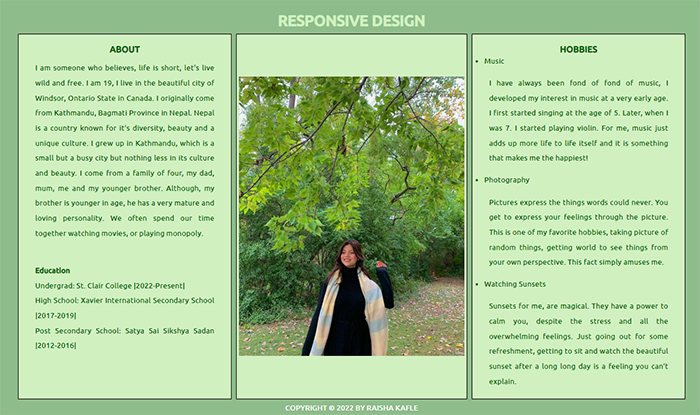 RESPONSIVE DESIGN
ABOUT
I am someone who believes, life is short, let's live
wild and free. I am 19, I live in the beautiful city of
Windsor, Ontario State in Canada. I originally come
from Kathmandu, Bagmati Province in Nepal. Nepal
is a country known for it's diversity, beauty and a
unique culture. I grew up in Kathmandu, which is a
small but a busy city but nothing less in its culture
and beauty. I come from a family of four, my dad,
mum, me and my younger brother. Although, my
brother is younger in age, he has a very mature and
loving personality. We often spend our time
together watching movies, or playing monopoly.
Education
Undergrad: St. Clair College |2022-Present|
High School: Xavier International Secondary School
|2017-2019|
Post Secondary School: Satya Sai Sikshya Sadan
|2012-2016|
HOBBIES
• Music
I have always been fond of fond of music, I
developed my interest in music at a very early age.
I first started singing at the age of 5. Later, when I
was 7. I started playing violin. For me, music just
adds up more life to life itself and it is something
that makes me the happiest!
• Photography
Pictures express the things words could never. You
get to express your feelings through the picture.
This is one of my favorite hobbies, taking picture of
random things, getting world to see things from
your own perspective. This fact simply amuses me.
• Watching Sunsets
Sunsets for me, are magical. They have a power to
calm you, despite the stress and all the
overwhelming feelings. Just going out for some
refreshment, getting to sit and watch the beautiful
sunset after a long long day is a feeling you can't
explain.
COPYRIGHT © 2022 BY RAISHA KAFLE